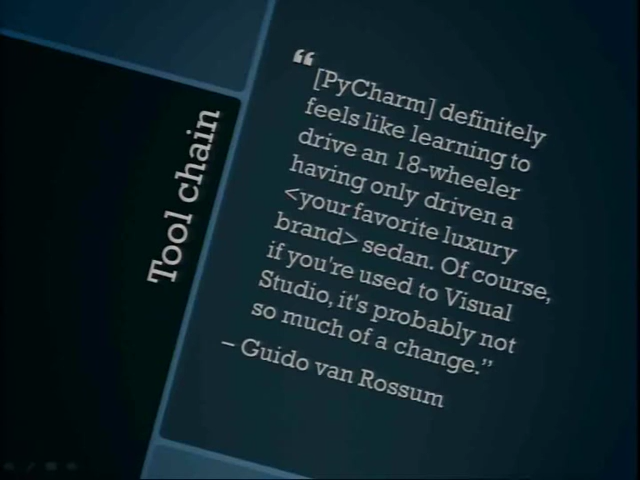 Tool chain
“
[PyCharm] definitely
feels like learning to
drive an 18-wheeler
having only driven a
<your favorite luxury
brand> sedan. Of course,
if you're used to Visual
Studio, it's probably not
so much of a change.”
– Guido van Rossum